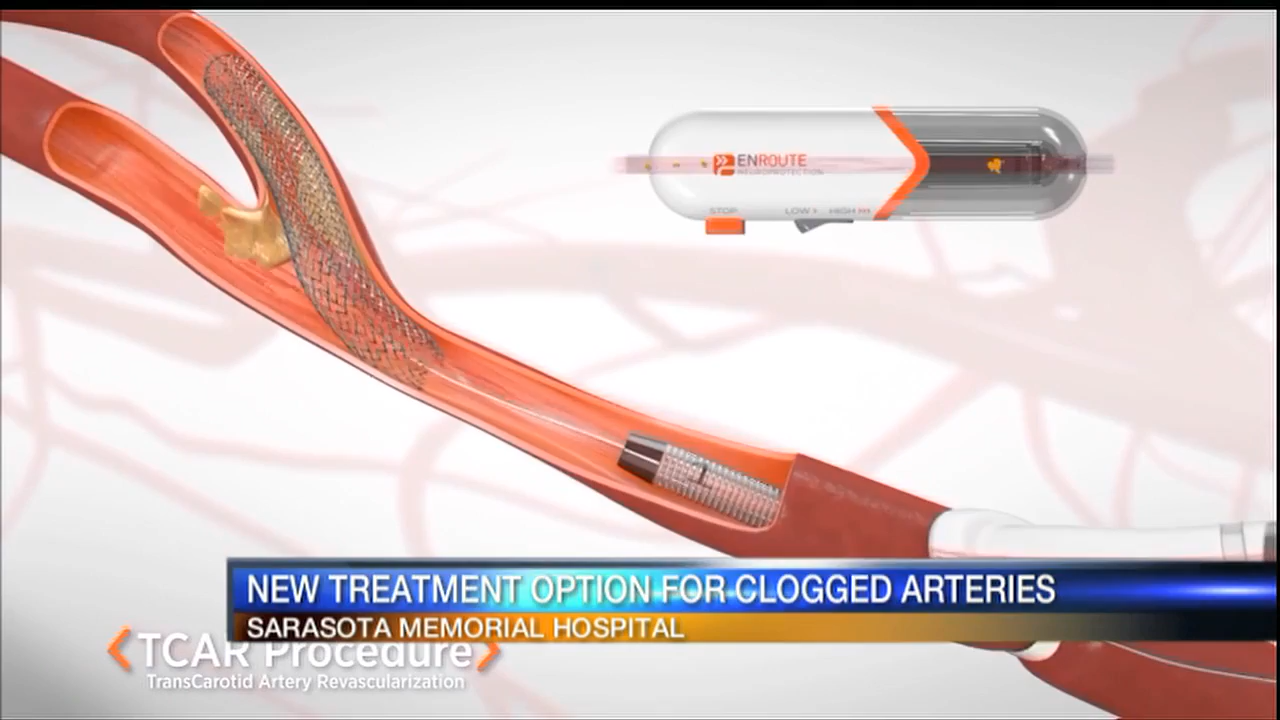 ENROUTE
NEUROPROTECTION
STOP LOW HIGH
NEW TREATMENT OPTION FOR CLOGGED ARTERIES
SARASOTA MEMORIAL HOSPITAL
TCAR Procedure
TransCarotid Artery Revascularization